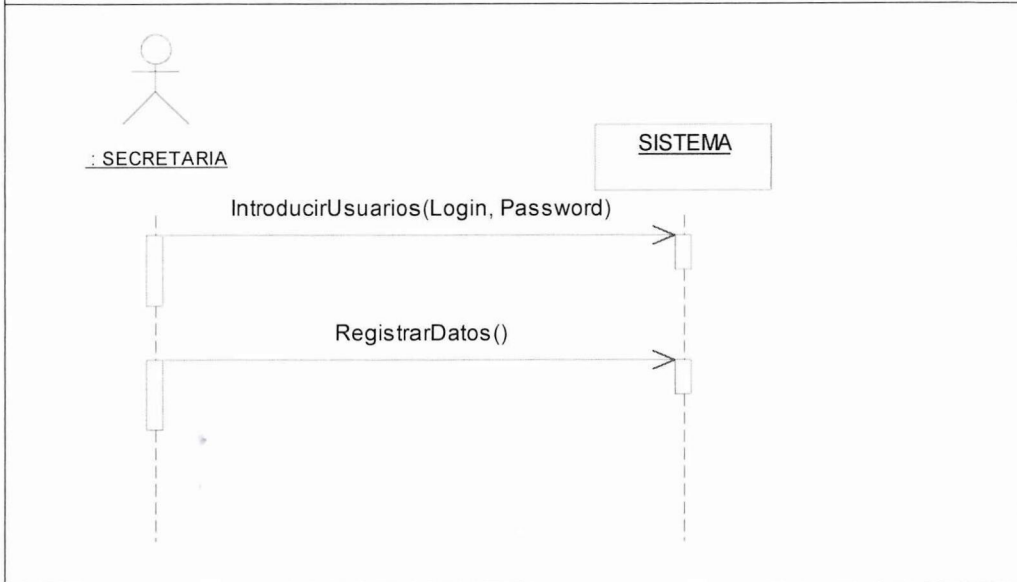 : SECRETARIA
SISTEMA
IntroducirUsuarios(Login, Password)
RegistrarDatos()